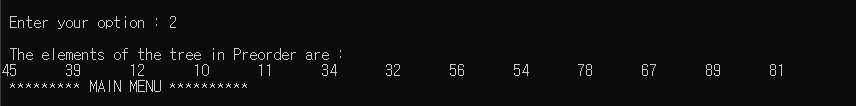 Enter your option : 2
The elements of the tree in Preorder are :
45 39 12 10 11 34 32 56 54 78 67 89 81
********* MAIN MENU **********